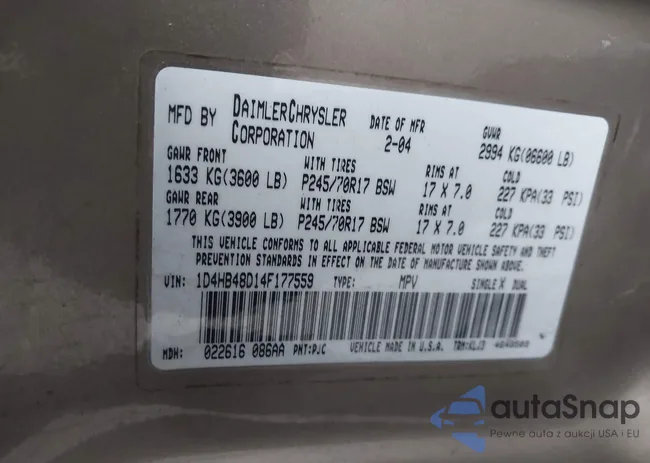 MFD BY DAIMLERCHRYSLER CORPORATION DATE OF MFR 2-04 GVWR 2994 KG(06600 LB)
GAWR FRONT WITH TIRES RIMS AT COLD
1633 KG(3600 LB) P245/70R17 BSW 17 X 7.0 227 KPA(33 PSI)
GAWR REAR WITH TIRES RIMS AT COLD
1770 KG(3900 LB) P245/70R17 BSW 17 X 7.0 227 KPA(33 PSI)
THIS VEHICLE CONFORMS TO ALL APPLICABLE FEDERAL MOTOR VEHICLE SAFETY AND THEFT
PREVENTION STANDARDS IN EFFECT ON THE DATE OF MANUFACTURE SHOWN ABOVE.
VIN: 1D4HB48D14F177559 TYPE: MPV SINGLE X DUAL
MDH: 022616 086AA PNT:PJC VEHICLE MADE IN U.S.A. TRM:KLJ3
autaSnap
Pewne auta z aukcji USA i EU